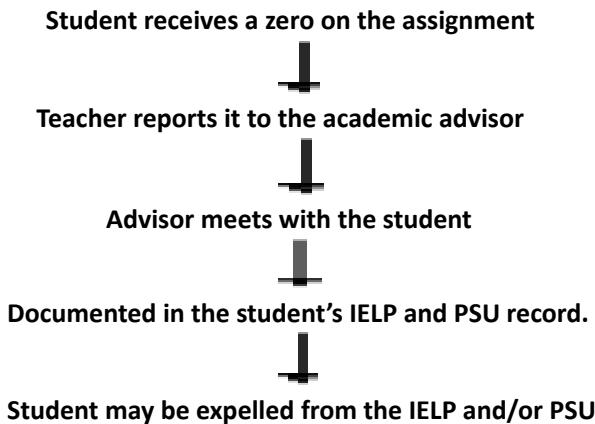 Student receives a zero on the assignment
Teacher reports it to the academic advisor
Advisor meets with the student
Documented in the student's IELP and PSU record.
Student may be expelled from the IELP and/or PSU